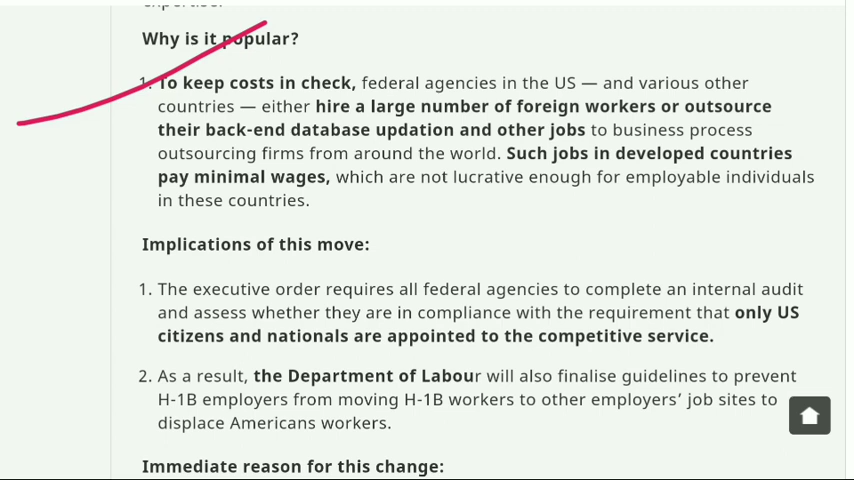 expertise.
Why is it popular?
1. To keep costs in check, federal agencies in the US — and various other
countries — either hire a large number of foreign workers or outsource
their back-end database updation and other jobs to business process
outsourcing firms from around the world. Such jobs in developed countries
pay minimal wages, which are not lucrative enough for employable individuals
in these countries.
Implications of this move:
1. The executive order requires all federal agencies to complete an internal audit
and assess whether they are in compliance with the requirement that only US
citizens and nationals are appointed to the competitive service.
2. As a result, the Department of Labour will also finalise guidelines to prevent
H-1B employers from moving H-1B workers to other employers’ job sites to
displace Americans workers.
Immediate reason for this change: